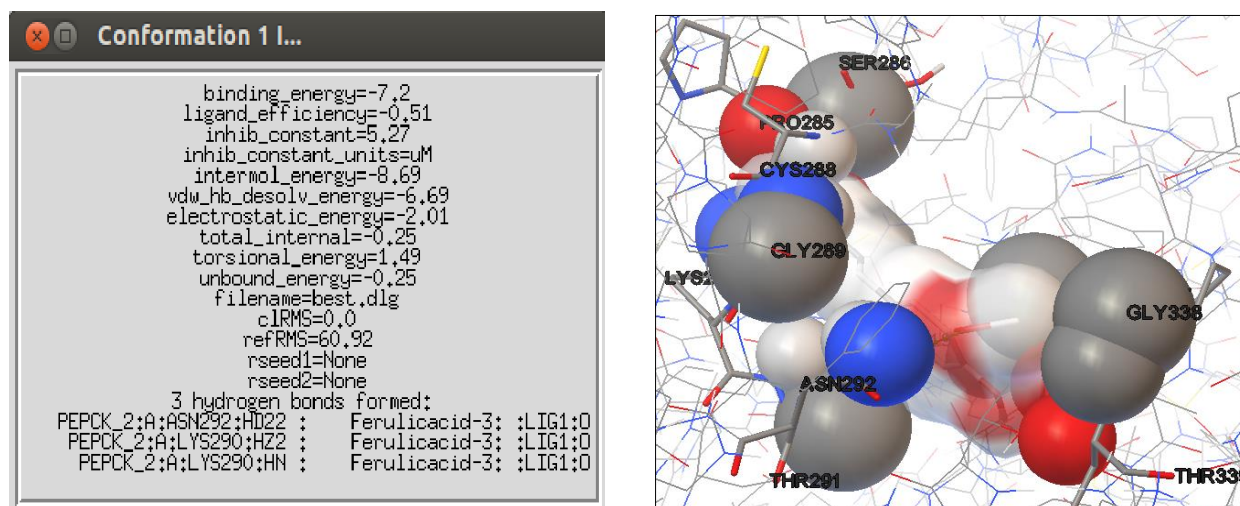 Conformation 1 I...
binding_energy=-7.2
ligand_efficiency=-0.51
inhib_constant=5.27
inhib_constant_units=uM
intermol_energy=-8.69
vdw_hb_desolv_energy=-6.69
electrostatic_energy=-2.01
total_internal=-0.25
torsional_energy=1.49
unbound_energy=-0.25
filename=best.dlg
clRMS=0.0
refRMS=60.92
rseed1=None
rseed2=None
3 hydrogen bonds formed:
PEPCK_2:A:ASN292:HD22 : Ferulicacid-3: :LIG1:O
PEPCK_2:A:LYS290:HZ2 : Ferulicacid-3: :LIG1:O
PEPCK_2:A:LYS290:HN : Ferulicacid-3: :LIG1:O
SER286
PRO285
CYS288
GLY289
GLY338
ASN292
THR291